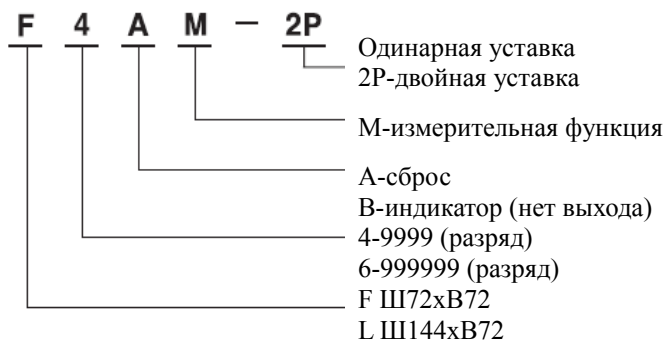 F 4 A M – 2P
Одинарная уставка
2Р-двойная уставка
М-измерительная функция
А-сброс
В-индикатор (нет выхода)
4-9999 (разряд)
6-999999 (разряд)
F Ш72хВ72
L Ш144хВ72